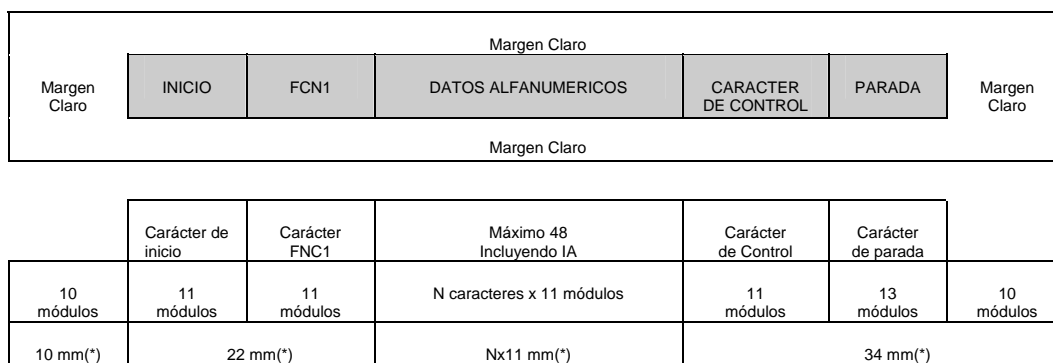 Margen Claro
Margen
Claro
INICIO
FCN1
DATOS ALFANUMERICOS
CARACTER
DE CONTROL
PARADA
Margen
Claro
Margen Claro
Carácter de
inicio
Carácter
FNC1
Máximo 48
Incluyendo IA
Carácter
de Control
Carácter
de parada
10
módulos
11
módulos
11
módulos
N caracteres x 11 módulos
11
módulos
13
módulos
10
módulos
10 mm(*)
22 mm(*)
Nx11 mm(*)
34 mm(*)